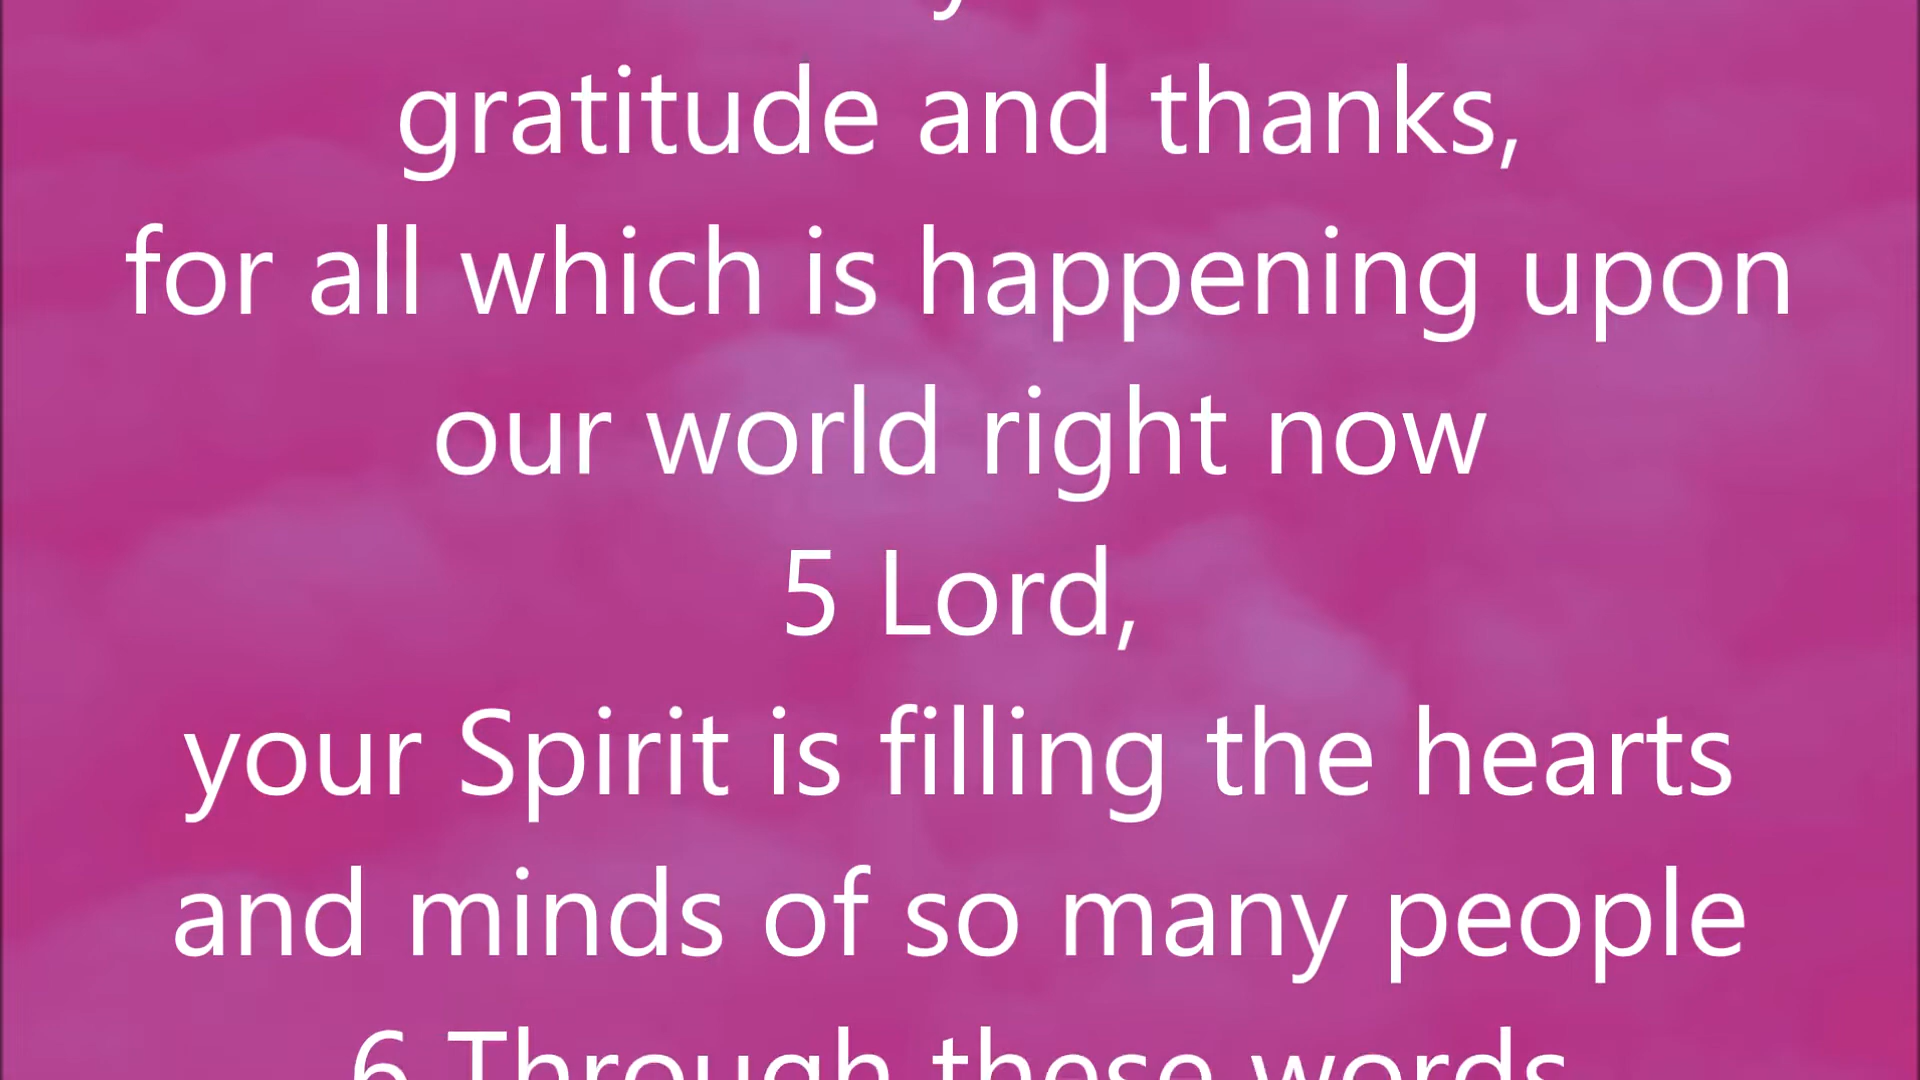 gratitude and thanks,
for all which is happening upon
our world right now
5 Lord,
your Spirit is filling the hearts
and minds of so many people
6 Through these words